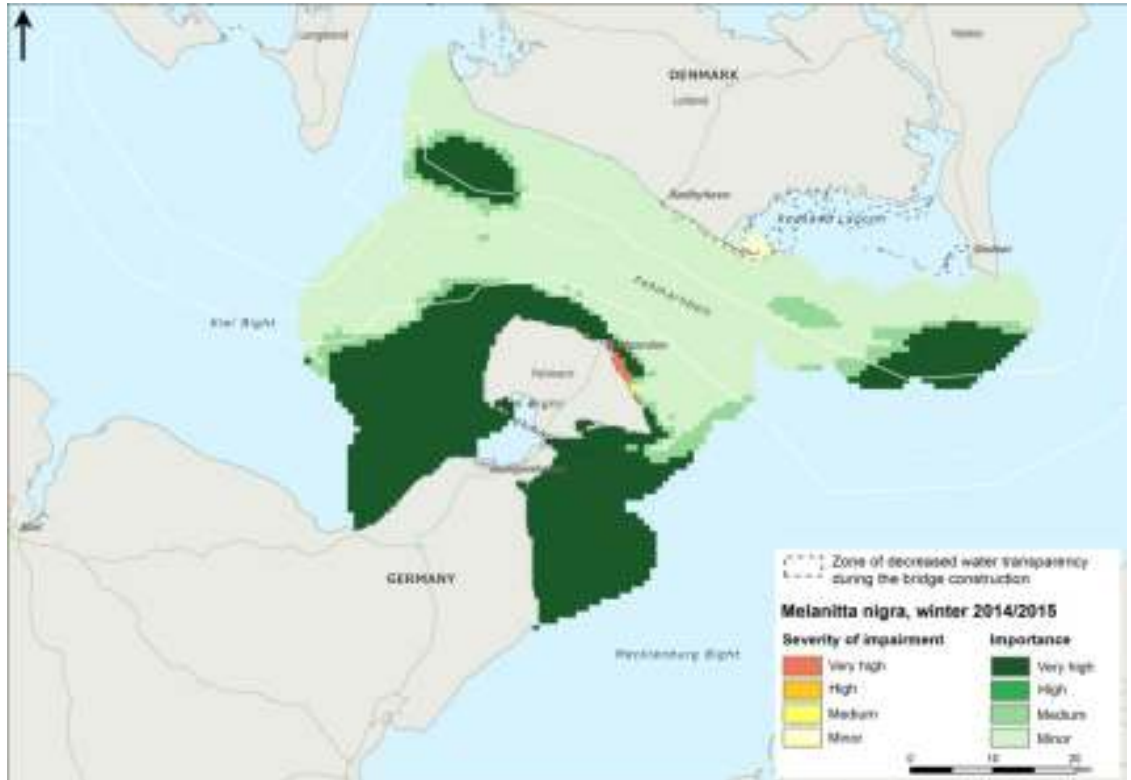 DENMARK
Lolland
Rødbyhavn
Rødsand Lagoon
Gedser
Fehmarnbelt
Kiel Bight
Fehmarn
Kiel
GERMANY
Mecklenburg Bight
Zone of decreased water transparency
during the bridge construction
Melanitta nigra, winter 2014/2015
Severity of impairment
Very high
High
Medium
Minor
Importance
Very high
High
Medium
Minor
0 10 20